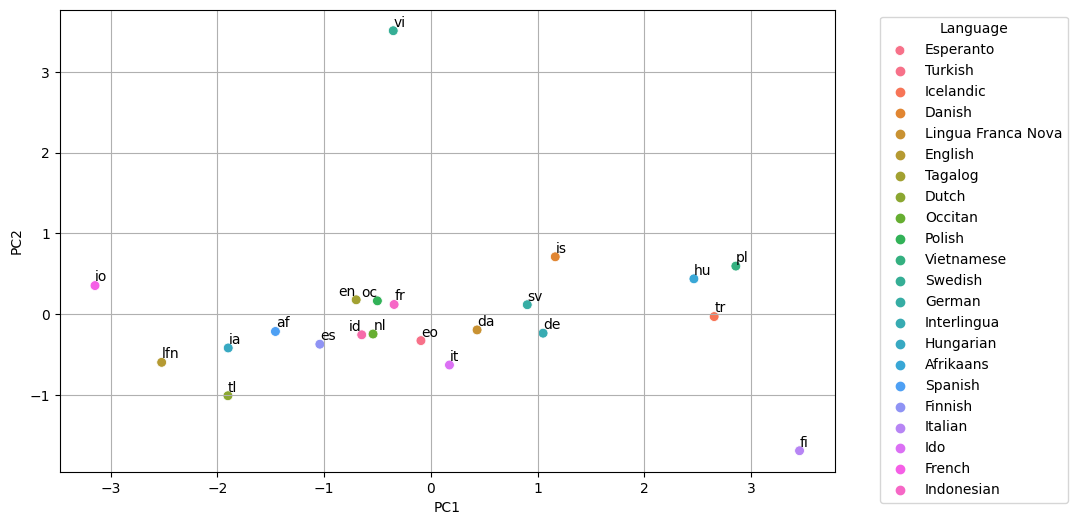 vi
is
pl
hu
io
en
oc
fr
sv
tr
da
de
id
nl
eo
af
es
ia
lfn
it
tl
fi
3
2
1
0
−1
−3
−2
−1
0
1
2
3
PC2
PC1
Language
Esperanto
Turkish
Icelandic
Danish
Lingua Franca Nova
English
Tagalog
Dutch
Occitan
Polish
Vietnamese
Swedish
German
Interlingua
Hungarian
Afrikaans
Spanish
Finnish
Italian
Ido
French
Indonesian